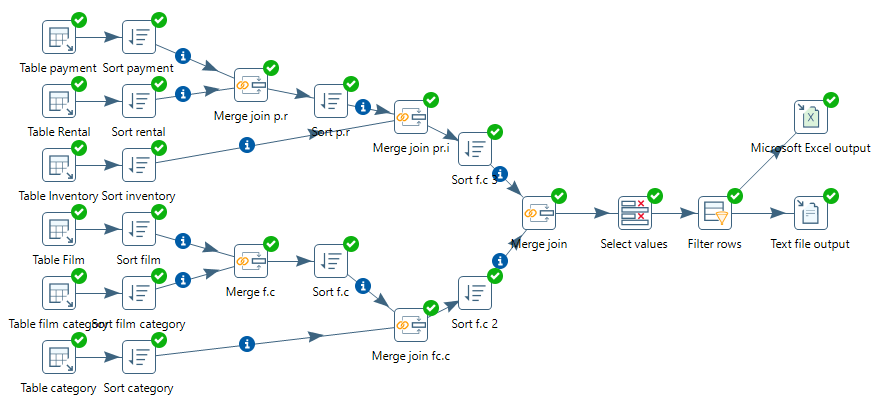 Table payment
Sort payment
Table Rental
Sort rental
Merge join p.r
Sort p.r
Merge join pr.i
Microsoft Excel output
Table Inventory
Sort inventory
Sort f.c 3
Merge join
Select values
Filter rows
Text file output
Table Film
Sort film
Merge f.c
Sort f.c
Table film category
Sort film category
Sort f.c 2
Merge join fc.c
Table category
Sort category